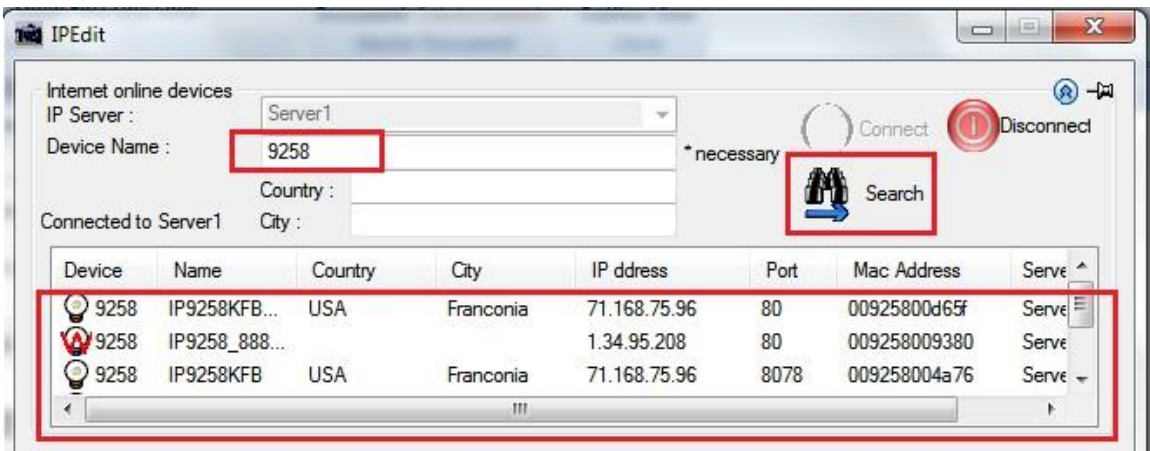 IPEdit
Internet online devices
IP Server : Server1
Connect Disconnect
Device Name : 9258 * necessary
Search
Country :
Connected to Server1 City :
Device Name Country City IP ddress Port Mac Address Serve
9258 IP9258KFB... USA Franconia 71.168.75.96 80 00925800d65f Serve
9258 IP9258_888... 1.34.95.208 80 009258009380 Serve
9258 IP9258KFB USA Franconia 71.168.75.96 8078 009258004a76 Serve